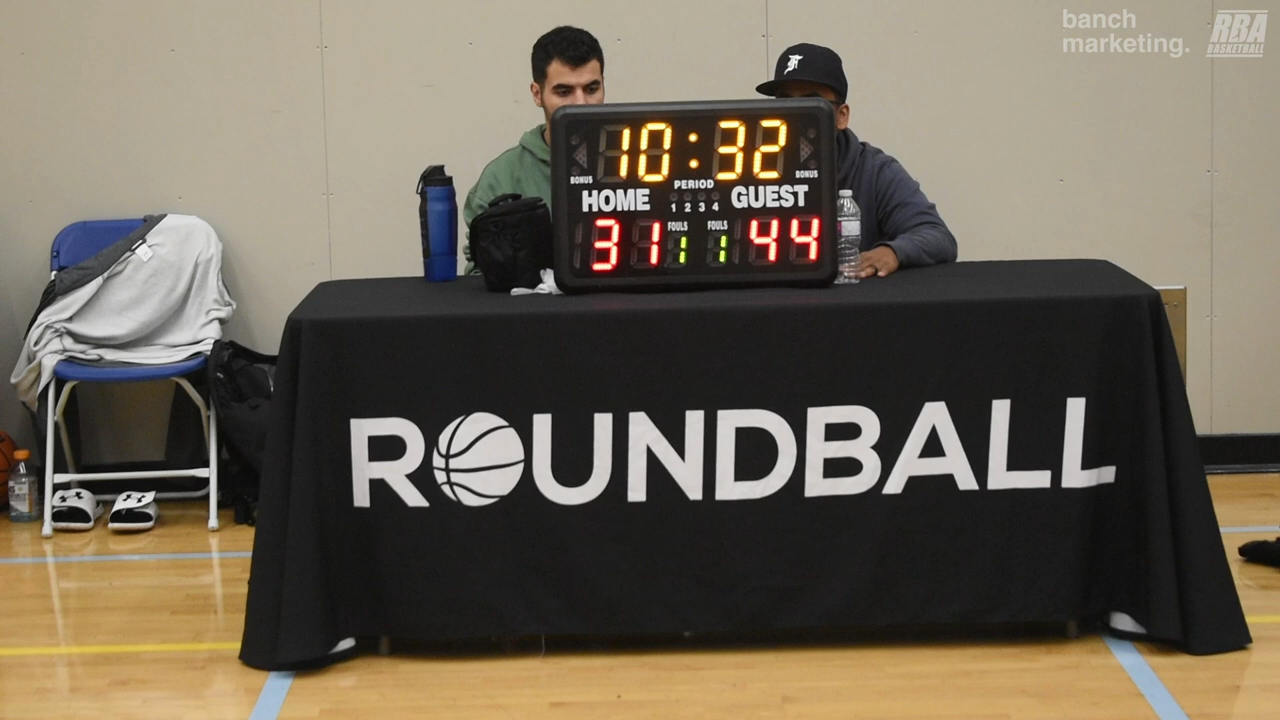 banch
marketing.
RBA
BASKETBALL
F
10:32
BONUS
BONUS
PERIOD
HOME
GUEST
1 2 3 4
FOULS
FOULS
31
1
1
44
ROUNDBALL